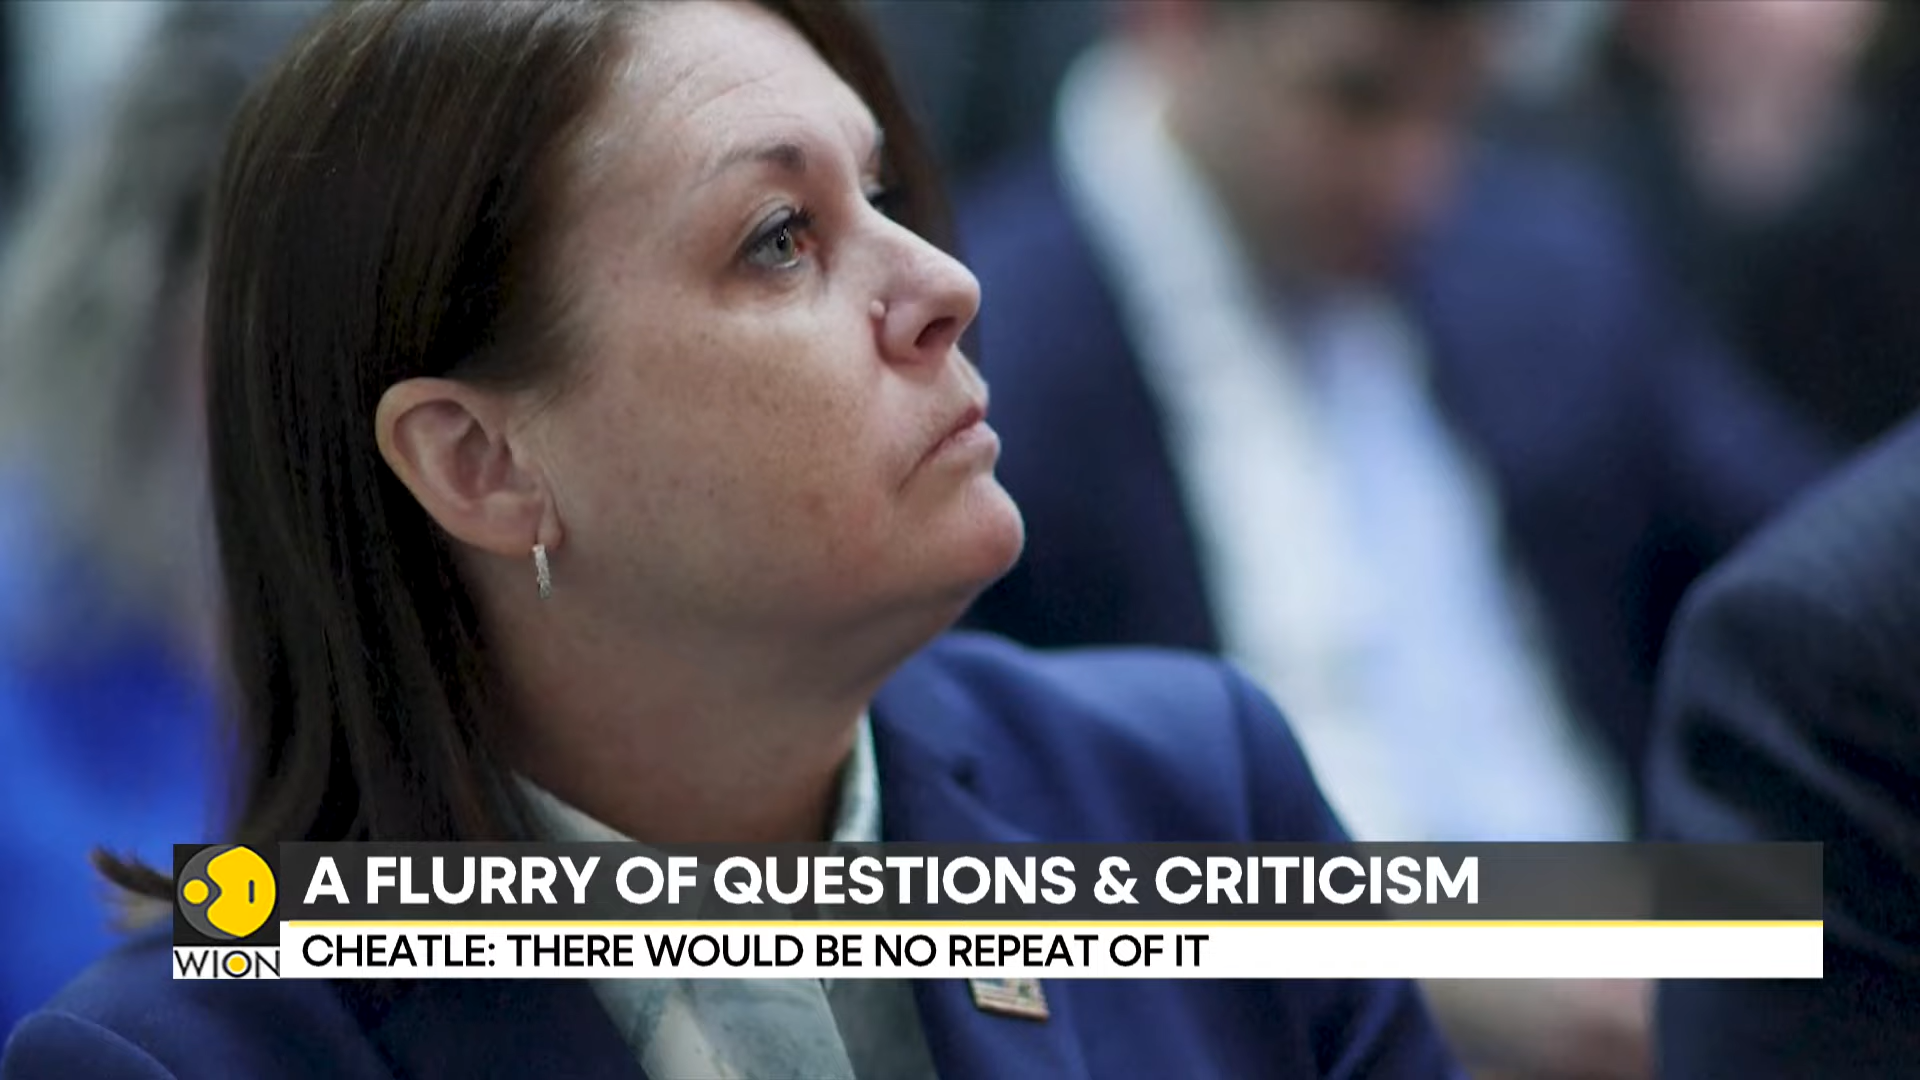 A FLURRY OF QUESTIONS & CRITICISM
CHEATLE: THERE WOULD BE NO REPEAT OF IT
WION